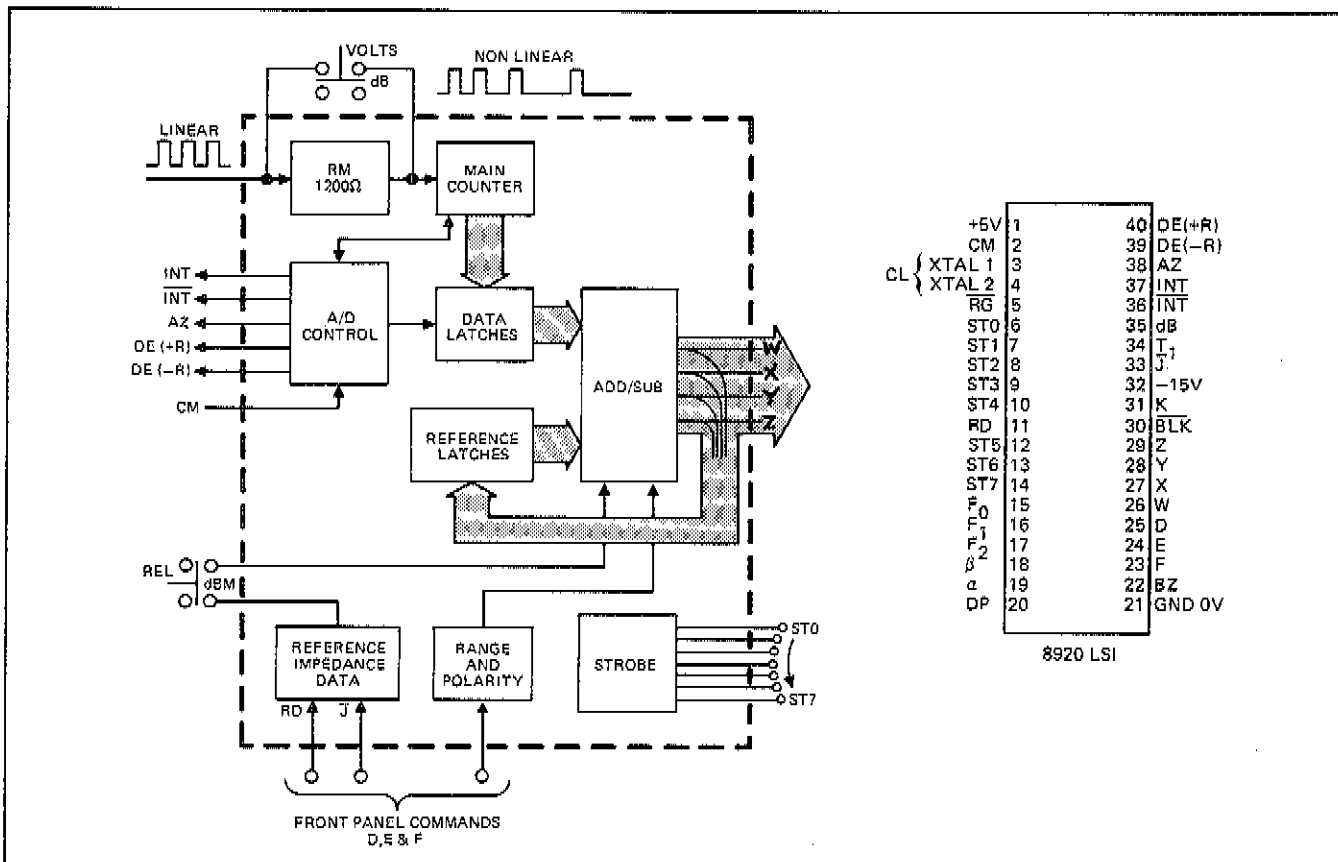 VOLTS
dB
NON LINEAR
LINEAR
RM
1200Ω
MAIN
COUNTER
INT
I̅N̅T̅
AZ
DE (+R)
DE (−R)
CM
A/D
CONTROL
DATA
LATCHES
ADD/SUB
W
X
Y
Z
REFERENCE
LATCHES
REL
dBM
REFERENCE
IMPEDANCE
DATA
RD
J̅
RANGE
AND
POLARITY
STROBE
ST0
ST7
FRONT PANEL COMMANDS
D,E & F
+5V 1
CM 2
CL { XTAL 1 3
XTAL 2 4
R̅G̅ 5
ST0 6
ST1 7
ST2 8
ST3 9
ST4 10
RD 11
ST5 12
ST6 13
ST7 14
F0 15
F1 16
F2 17
β 18
α 19
DP 20
40 DE(+R)
39 DE(−R)
38 AZ
37 INT
36 I̅N̅T̅
35 dB
34 T1
33 J̅
32 −15V
31 K
30 B̅L̅K̅
29 Z
28 Y
27 X
26 W
25 D
24 E
23 F
22 BZ
21 GND 0V
8920 LSI